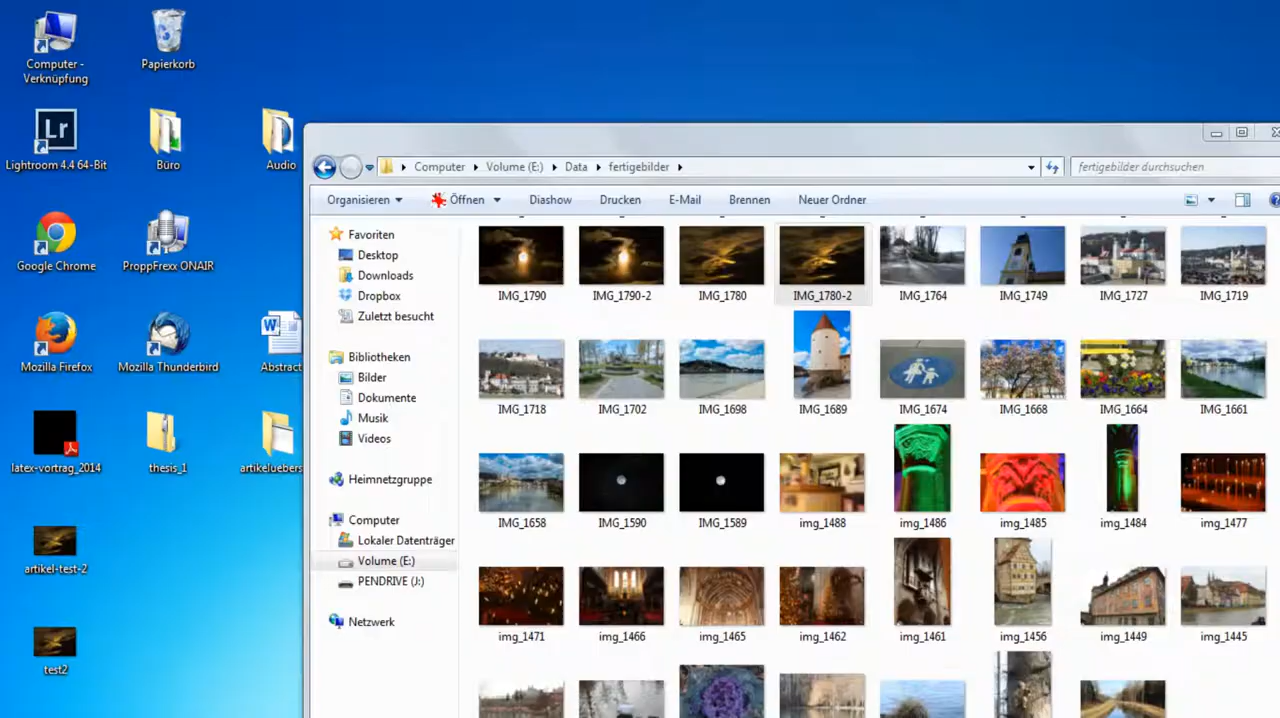 Computer -
Verknüpfung
Papierkorb
Lr
Lightroom 4.4 64-Bit
Büro
Audio
Google Chrome
ProppFrexx ONAIR
Mozilla Firefox
Mozilla Thunderbird
Abstract
latex-vortrag_2014
thesis_1
artikeluebers
artikel-test-2
test2
Computer Volume (E:) Data fertigebilder
fertigebilder durchsuchen
Organisieren Öffnen Diashow Drucken E-Mail Brennen Neuer Ordner
Favoriten
Desktop
Downloads
Dropbox
Zuletzt besucht
Bibliotheken
Bilder
Dokumente
Musik
Videos
Heimnetzgruppe
Computer
Lokaler Datenträger
Volume (E:)
PENDRIVE (J:)
Netzwerk
IMG_1790 IMG_1790-2 IMG_1780 IMG_1780-2 IMG_1764 IMG_1749 IMG_1727 IMG_1719
IMG_1718 IMG_1702 IMG_1698 IMG_1689 IMG_1674 IMG_1668 IMG_1664 IMG_1661
IMG_1658 IMG_1590 IMG_1589 img_1488 img_1486 img_1485 img_1484 img_1477
img_1471 img_1466 img_1465 img_1462 img_1461 img_1456 img_1449 img_1445